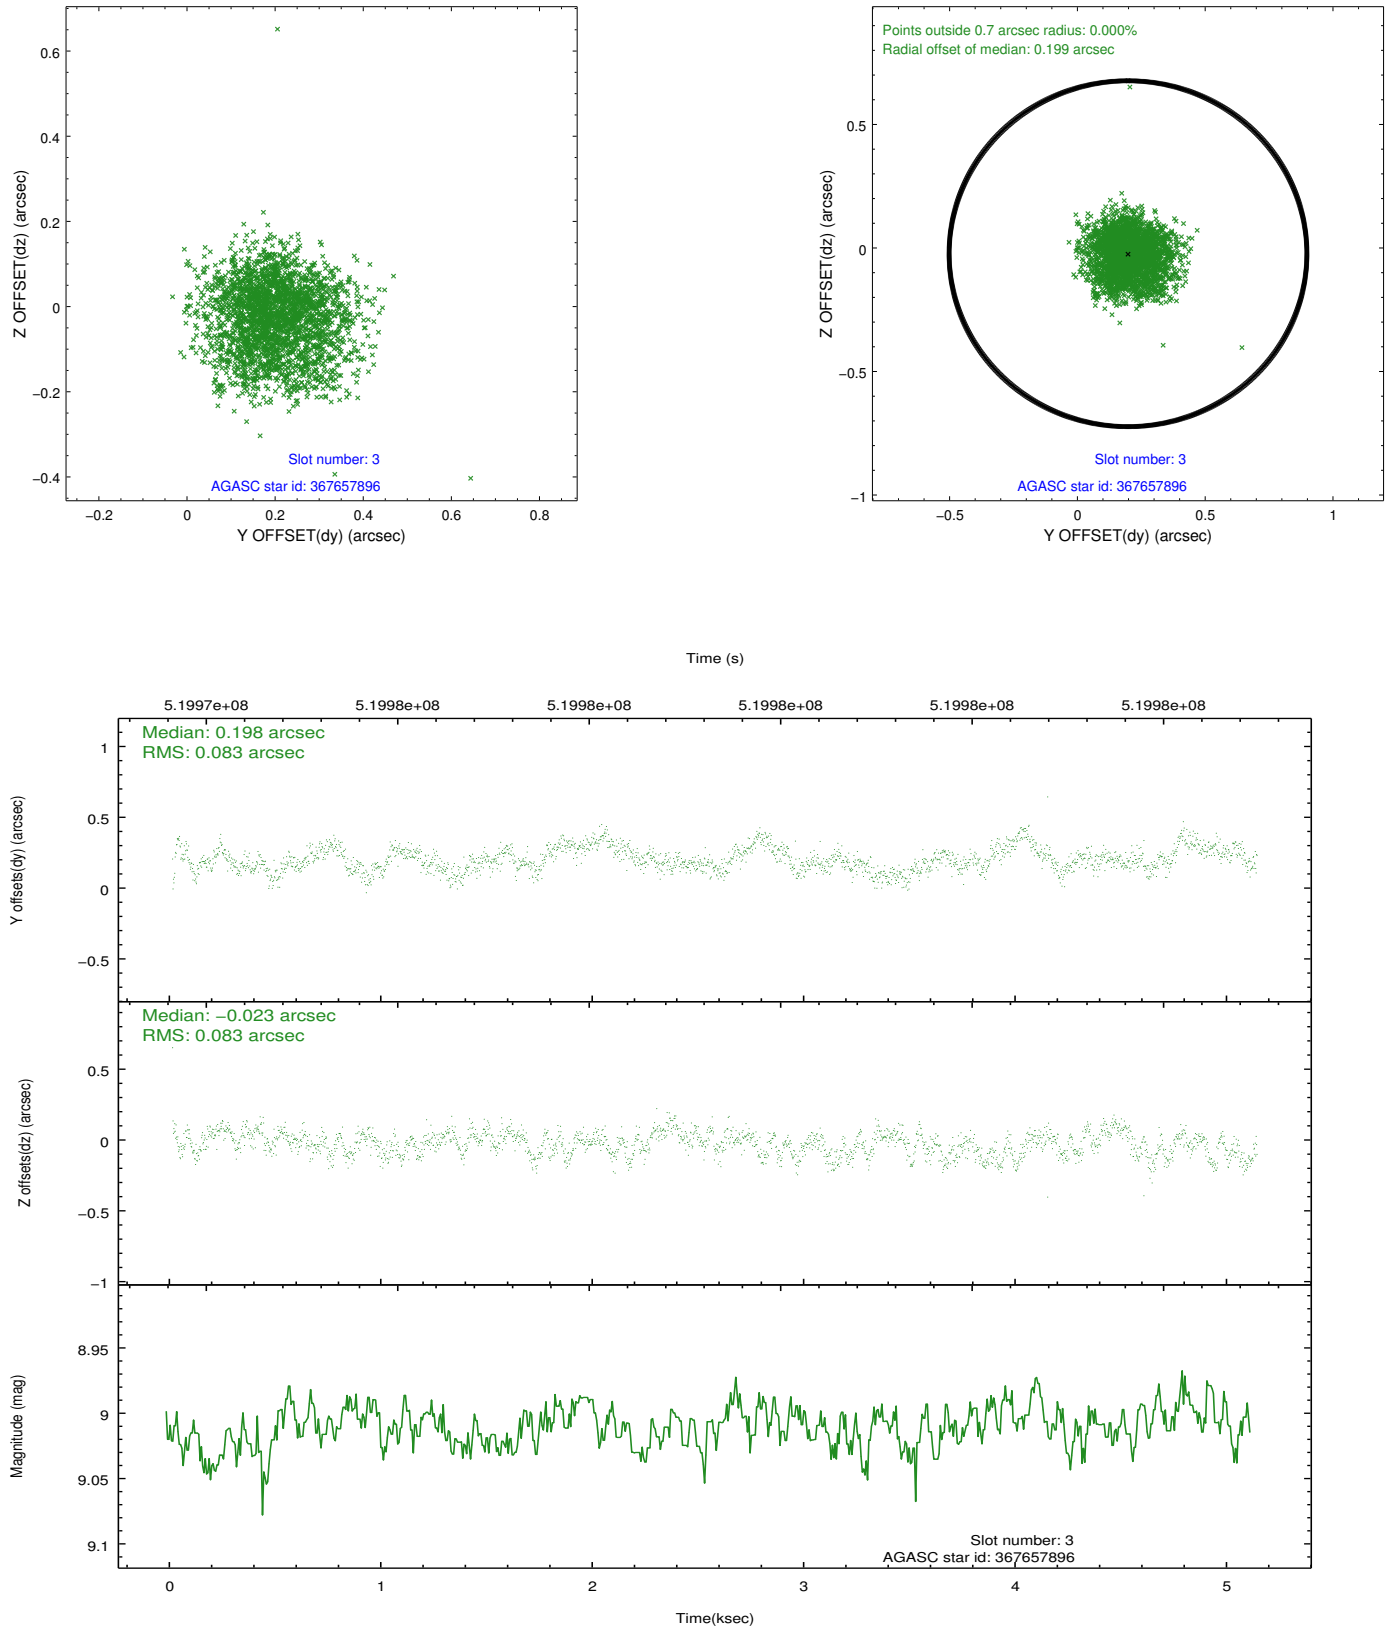 0.6
0.4
0.2
0
−0.2
−0.4
Z OFFSET(dz) (arcsec)
Slot number: 3
AGASC star id: 367657896
−0.2 0 0.2 0.4 0.6 0.8
Y OFFSET(dy) (arcsec)
Points outside 0.7 arcsec radius: 0.000%
Radial offset of median: 0.199 arcsec
0.5
0
−0.5
−1
Z OFFSET(dz) (arcsec)
Slot number: 3
AGASC star id: 367657896
−0.5 0 0.5 1
Y OFFSET(dy) (arcsec)
Time (s)
5.1997e+08 5.1998e+08 5.1998e+08 5.1998e+08 5.1998e+08 5.1998e+08
Median: 0.198 arcsec
RMS: 0.083 arcsec
1
0.5
0
−0.5
Y offsets(dy) (arcsec)
Median: −0.023 arcsec
RMS: 0.083 arcsec
0.5
0
−0.5
−1
Z offsets(dz) (arcsec)
8.95
9
9.05
9.1
Magnitude (mag)
Slot number: 3
AGASC star id: 367657896
0 1 2 3 4 5
Time(ksec)